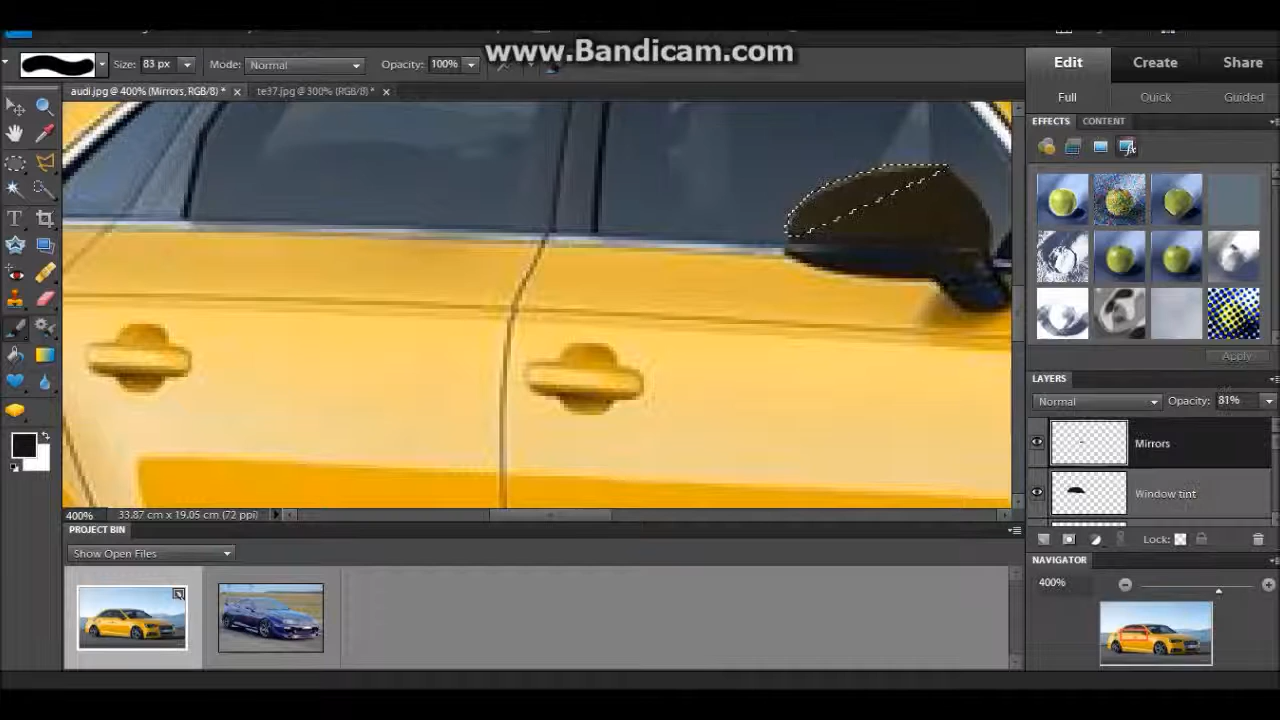 www.Bandicam.com
Size: 83 px Mode: Normal Opacity: 100%
Edit Create Share
audi.jpg @ 400% (Mirrors, RGB/8) * x te37.jpg @ 300% (RGB/8) * x
Full Quick Guided
EFFECTS CONTENT
Apply
LAYERS
Normal Opacity: 81%
Mirrors
Window tint
400% 33.87 cm x 19.05 cm (72 ppi)
PROJECT BIN
Lock:
Show Open Files
NAVIGATOR
400%